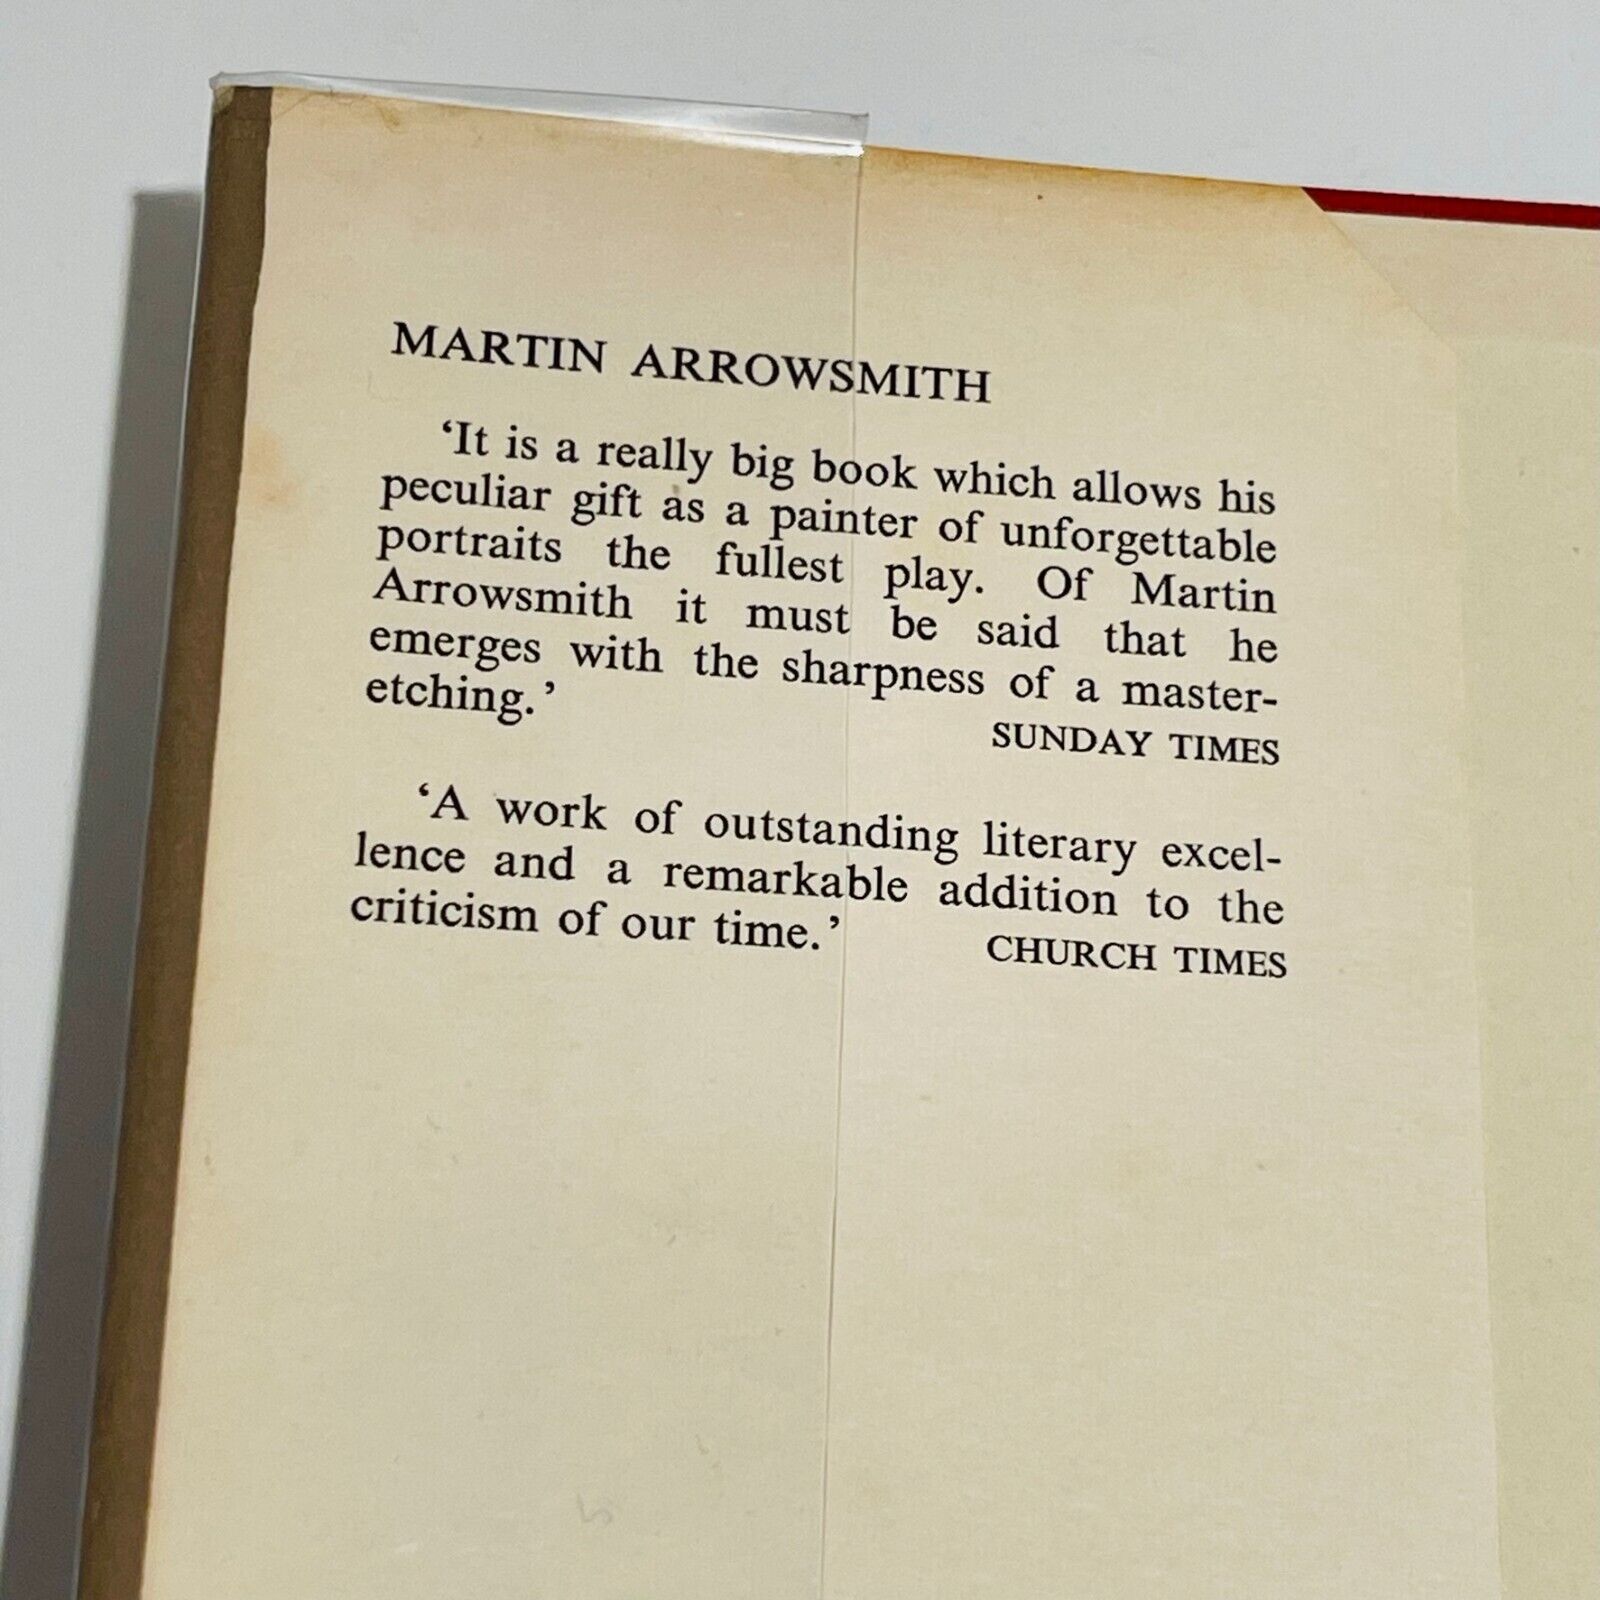 MARTIN ARROWSMITH
‘It is a really big book which allows his
peculiar gift as a painter of unforgettable
portraits the fullest play. Of Martin
Arrowsmith it must be said that he
emerges with the sharpness of a master-
etching.’
SUNDAY TIMES
‘A work of outstanding literary excel-
lence and a remarkable addition to the
criticism of our time.’
CHURCH TIMES